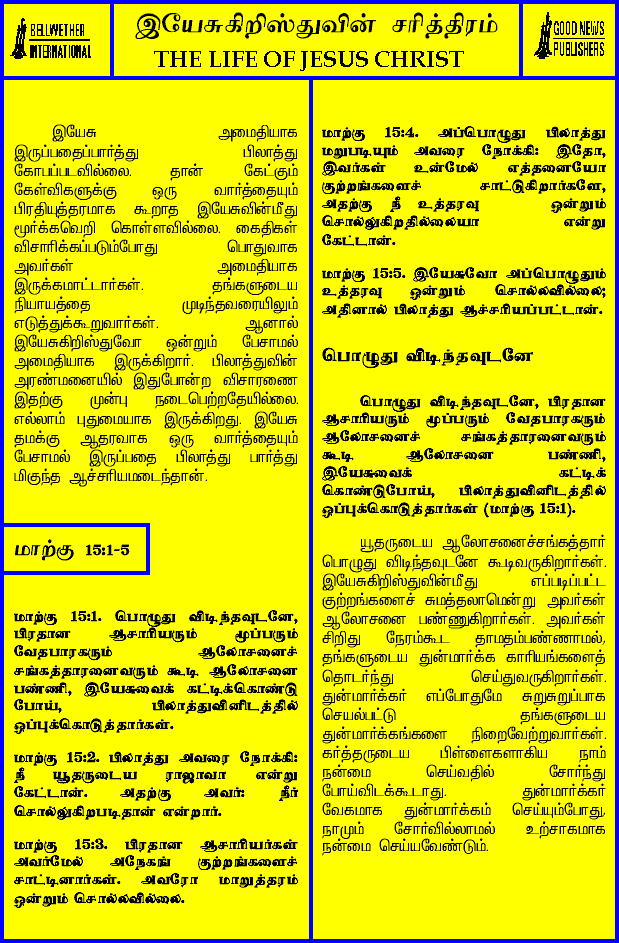 BELLWETHER
INTERNATIONAL
இயேசுகிறிஸ்துவின் சரித்திரம்
THE LIFE OF JESUS CHRIST
GOOD NEWS
PUBLISHERS
இயேசு அமைதியாக
இருப்பதைப்பார்த்து பிலாத்து
கோபப்படவில்லை. தான் கேட்கும்
கேள்விகளுக்கு ஒரு வார்த்தையும்
பிரதியுத்தரமாக கூறாத இயேசுவின்மீது
மூர்க்கவெறி கொள்ளவில்லை. கைதிகள்
விசாரிக்கப்படும்போது பொதுவாக
அவர்கள் அமைதியாக
இருக்கமாட்டார்கள். தங்களுடைய
நியாயத்தை முடிந்தவரையிலும்
எடுத்துக்கூறுவார்கள். ஆனால்
இயேசுகிறிஸ்துவோ ஒன்றும் பேசாமல்
அமைதியாக இருக்கிறார். பிலாத்துவின்
அரண்மனையில் இதுபோன்ற விசாரணை
இதற்கு முன்பு நடைபெற்றதேயில்லை.
எல்லாம் புதுமையாக இருக்கிறது. இயேசு
தமக்கு ஆதரவாக ஒரு வார்த்தையும்
பேசாமல் இருப்பதை பிலாத்து பார்த்து
மிகுந்த ஆச்சரியமடைந்தான்.
மாற்கு 15:1-5
மாற்கு 15:1. பொழுது விடிந்தவுடனே,
பிரதான ஆசாரியரும் மூப்பரும்
வேதபாரகரும் ஆலோசனைச்
சங்கத்தாரனைவரும் கூடி ஆலோசனை
பண்ணி, இயேசுவைக் கட்டிக்கொண்டு
போய், பிலாத்துவினிடத்தில்
ஒப்புக்கொடுத்தார்கள்.
மாற்கு 15:2. பிலாத்து அவரை நோக்கி:
நீ யூதருடைய ராஜாவா என்று
கேட்டான். அதற்கு அவர்: நீர்
சொல்லுகிறபடிதான் என்றார்.
மாற்கு 15:3. பிரதான ஆசாரியர்கள்
அவர்மேல் அநேகங் குற்றங்களைச்
சாட்டினார்கள். அவரோ மாறுத்தரம்
ஒன்றும் சொல்லவில்லை.
மாற்கு 15:4. அப்பொழுது பிலாத்து
மறுபடியும் அவரை நோக்கி: இதோ,
இவர்கள் உன்மேல் எத்தனையோ
குற்றங்களைச் சாட்டுகிறார்களே,
அதற்கு நீ உத்தரவு ஒன்றும்
சொல்லுகிறதில்லையா என்று
கேட்டான்.
மாற்கு 15:5. இயேசுவோ அப்பொழுதும்
உத்தரவு ஒன்றும் சொல்லவில்லை;
அதினால் பிலாத்து ஆச்சரியப்பட்டான்.
பொழுது விடிந்தவுடனே
பொழுது விடிந்தவுடனே, பிரதான
ஆசாரியரும் மூப்பரும் வேதபாரகரும்
ஆலோசனைச் சங்கத்தாரனைவரும்
கூடி ஆலோசனை பண்ணி,
இயேசுவைக் கட்டிக்
கொண்டுபோய், பிலாத்துவினிடத்தில்
ஒப்புக்கொடுத்தார்கள் (மாற்கு 15:1).
யூதருடைய ஆலோசனைச்சங்கத்தார்
பொழுது விடிந்தவுடனே கூடிவருகிறார்கள்.
இயேசுகிறிஸ்துவின்மீது எப்படிப்பட்ட
குற்றங்களைச் சுமத்தலாமென்று அவர்கள்
ஆலோசனை பண்ணுகிறார்கள். அவர்கள்
சிறிது நேரம்கூட தாமதம்பண்ணாமல்,
தங்களுடைய துன்மார்க்க காரியங்களைத்
தொடர்ந்து செய்துவருகிறார்கள்.
துன்மார்க்கர் எப்போதுமே சுறுசுறுப்பாக
செயல்பட்டு தங்களுடைய
துன்மார்க்கங்களை நிறைவேற்றுவார்கள்.
கர்த்தருடைய பிள்ளைகளாகிய நாம்
நன்மை செய்வதில் சோர்ந்து
போய்விடக்கூடாது. துன்மார்க்கர்
வேகமாக துன்மார்க்கம் செய்யும்போது,
நாமும் சோர்வில்லாமல் உற்சாகமாக
நன்மை செய்யவேண்டும்.